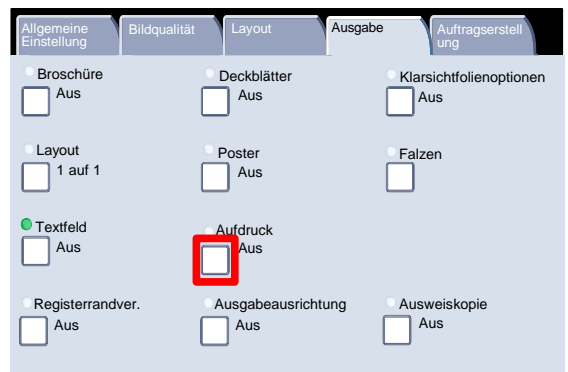 Allgemeine
Einstellung
Bildqualität
Layout
Ausgabe
Auftragserstell
ung
Broschüre
Aus
Deckblätter
Aus
Klarsichtfolienoptionen
Aus
Layout
1 auf 1
Poster
Aus
Falzen
Textfeld
Aus
Aufdruck
Aus
Registerrandver.
Aus
Ausgabeausrichtung
Aus
Ausweiskopie
Aus